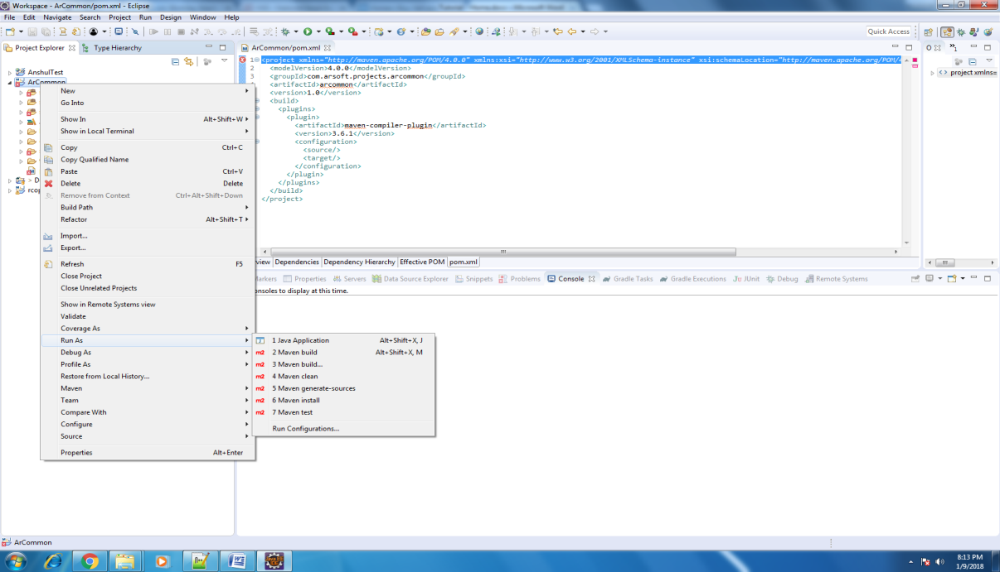 Workspace - ArCommon/pom.xml - Eclipse
File Edit Navigate Search Project Run Design Window Help
Quick Access
Project Explorer Type Hierarchy
AnshulTest
ArCommon
New
Go Into
Show In Alt+Shift+W
Show in Local Terminal
Copy Ctrl+C
Copy Qualified Name
Paste Ctrl+V
Delete Delete
Remove from Context Ctrl+Alt+Shift+Down
Build Path
Refactor Alt+Shift+T
Import...
Export...
Refresh F5
Close Project
Close Unrelated Projects
Show in Remote Systems view
Validate
Coverage As
Run As
Debug As
Profile As
Restore from Local History...
Maven
Team
Compare With
Configure
Source
Properties Alt+Enter
1 Java Application Alt+Shift+X, J
2 Maven build Alt+Shift+X, M
3 Maven build...
4 Maven clean
5 Maven generate-sources
6 Maven install
7 Maven test
Run Configurations...
ArCommon/pom.xml
1 <project xmlns="http://maven.apache.org/POM/4.0.0" xmlns:xsi="http://www.w3.org/2001/XMLSchema-instance" xsi:schemaLocation="http://maven.apache.org/POM/
2 <modelVersion>4.0.0</modelVersion>
3 <groupId>com.arsoft.projects.arcommon</groupId>
<artifactId>arcommon</artifactId>
<version>1.0</version>
<build>
<plugins>
<plugin>
<artifactId>maven-compiler-plugin</artifactId>
<version>3.6.1</version>
<configuration>
<source/>
<target/>
</configuration>
</plugin>
</plugins>
</build>
</project>
view Dependencies Dependency Hierarchy Effective POM pom.xml
project xmlns=
Markers Properties Servers Data Source Explorer Snippets Problems Console Gradle Tasks Gradle Executions JUnit Debug Remote Systems
onsoles to display at this time.
ArCommon
8:13 PM
1/9/2018